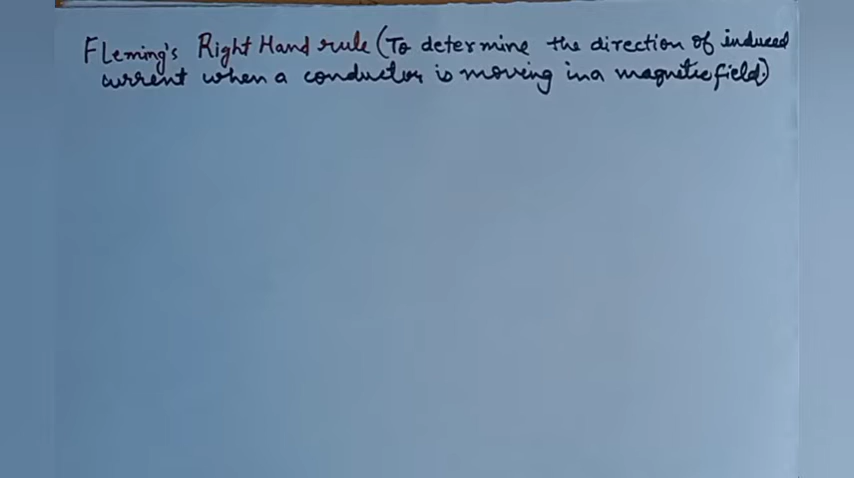 Fleming's Right Hand rule (To determine the direction of induced
current when a conductor is moving in a magnetic field.)